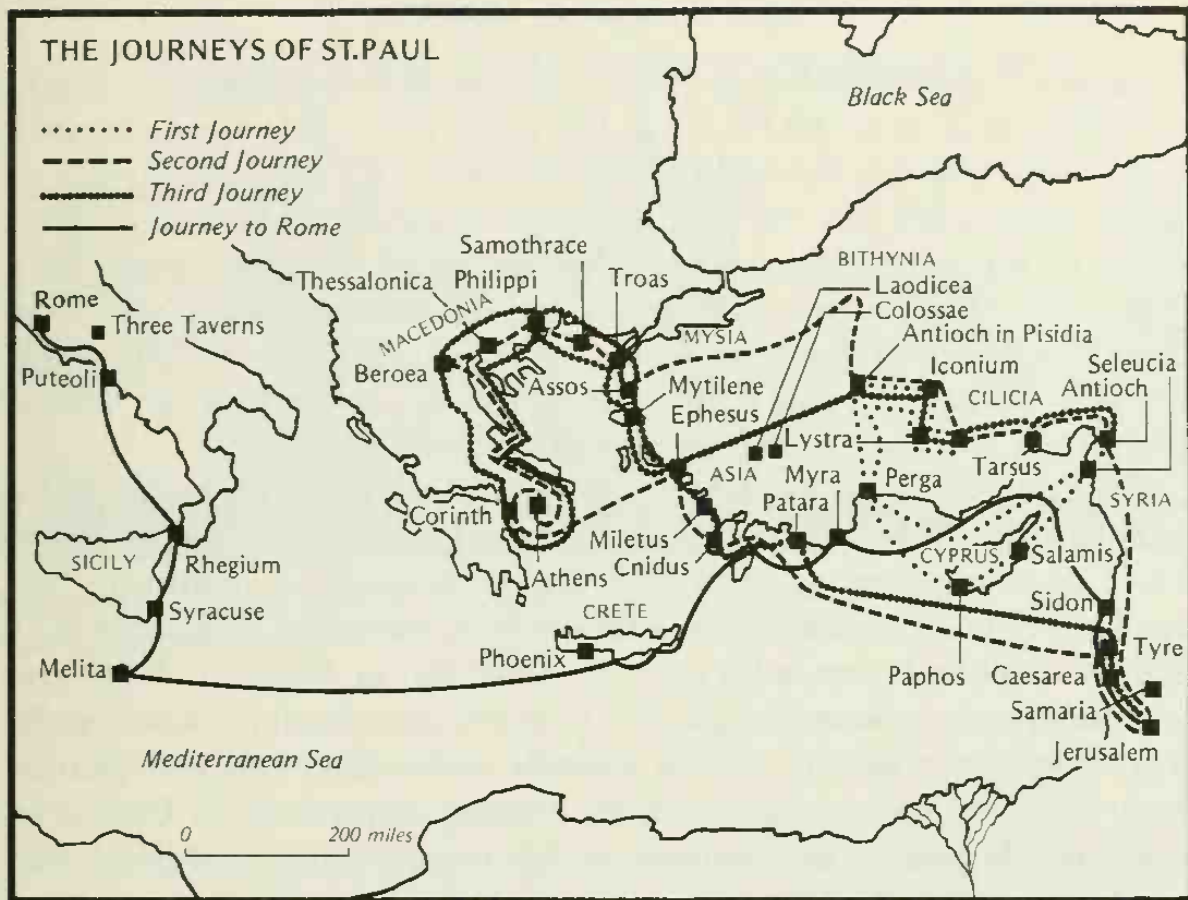 THE JOURNEYS OF ST.PAUL
First Journey
Second Journey
Third Journey
Journey to Rome
Black Sea
Samothrace
Thessalonica
Philippi
Troas
BITHYNIA
Laodicea
Colossae
Rome
Three Taverns
MACEDONIA
MYSIA
Antioch in Pisidia
Puteoli
Beroea
Assos
Mytilene
Iconium
Seleucia
Ephesus
CILICIA
Antioch
Lystra
Tarsus
ASIA
Myra
Perga
Patara
SYRIA
Corinth
SICILY
Rhegium
Miletus
Cnidus
CYPRUS
Salamis
Athens
Syracuse
CRETE
Sidon
Melita
Phoenix
Paphos
Caesarea
Tyre
Samaria
Jerusalem
Mediterranean Sea
0
200 miles